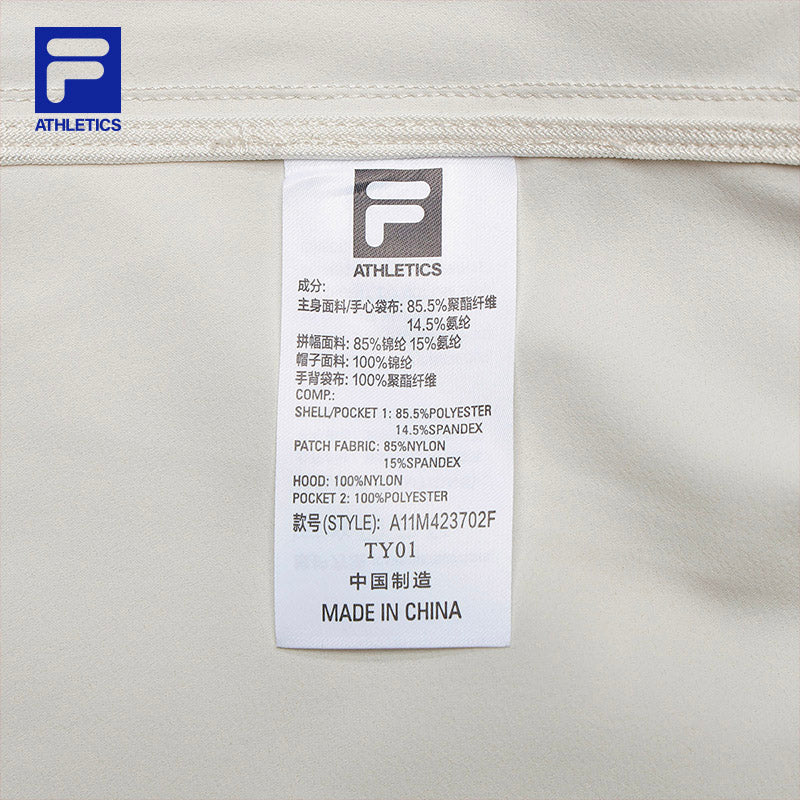 F
ATHLETICS
F
ATHLETICS
成分:
主身面料/手心袋布: 85.5%聚酯纤维
14.5%氨纶
拼幅面料: 85%锦纶 15%氨纶
帽子面料: 100%锦纶
手背袋布: 100%聚酯纤维
COMP.:
SHELL/POCKET 1: 85.5%POLYESTER
14.5%SPANDEX
PATCH FABRIC: 85%NYLON
15%SPANDEX
HOOD: 100%NYLON
POCKET 2: 100%POLYESTER
款号(STYLE): A11M423702F
TY01
中国制造
MADE IN CHINA